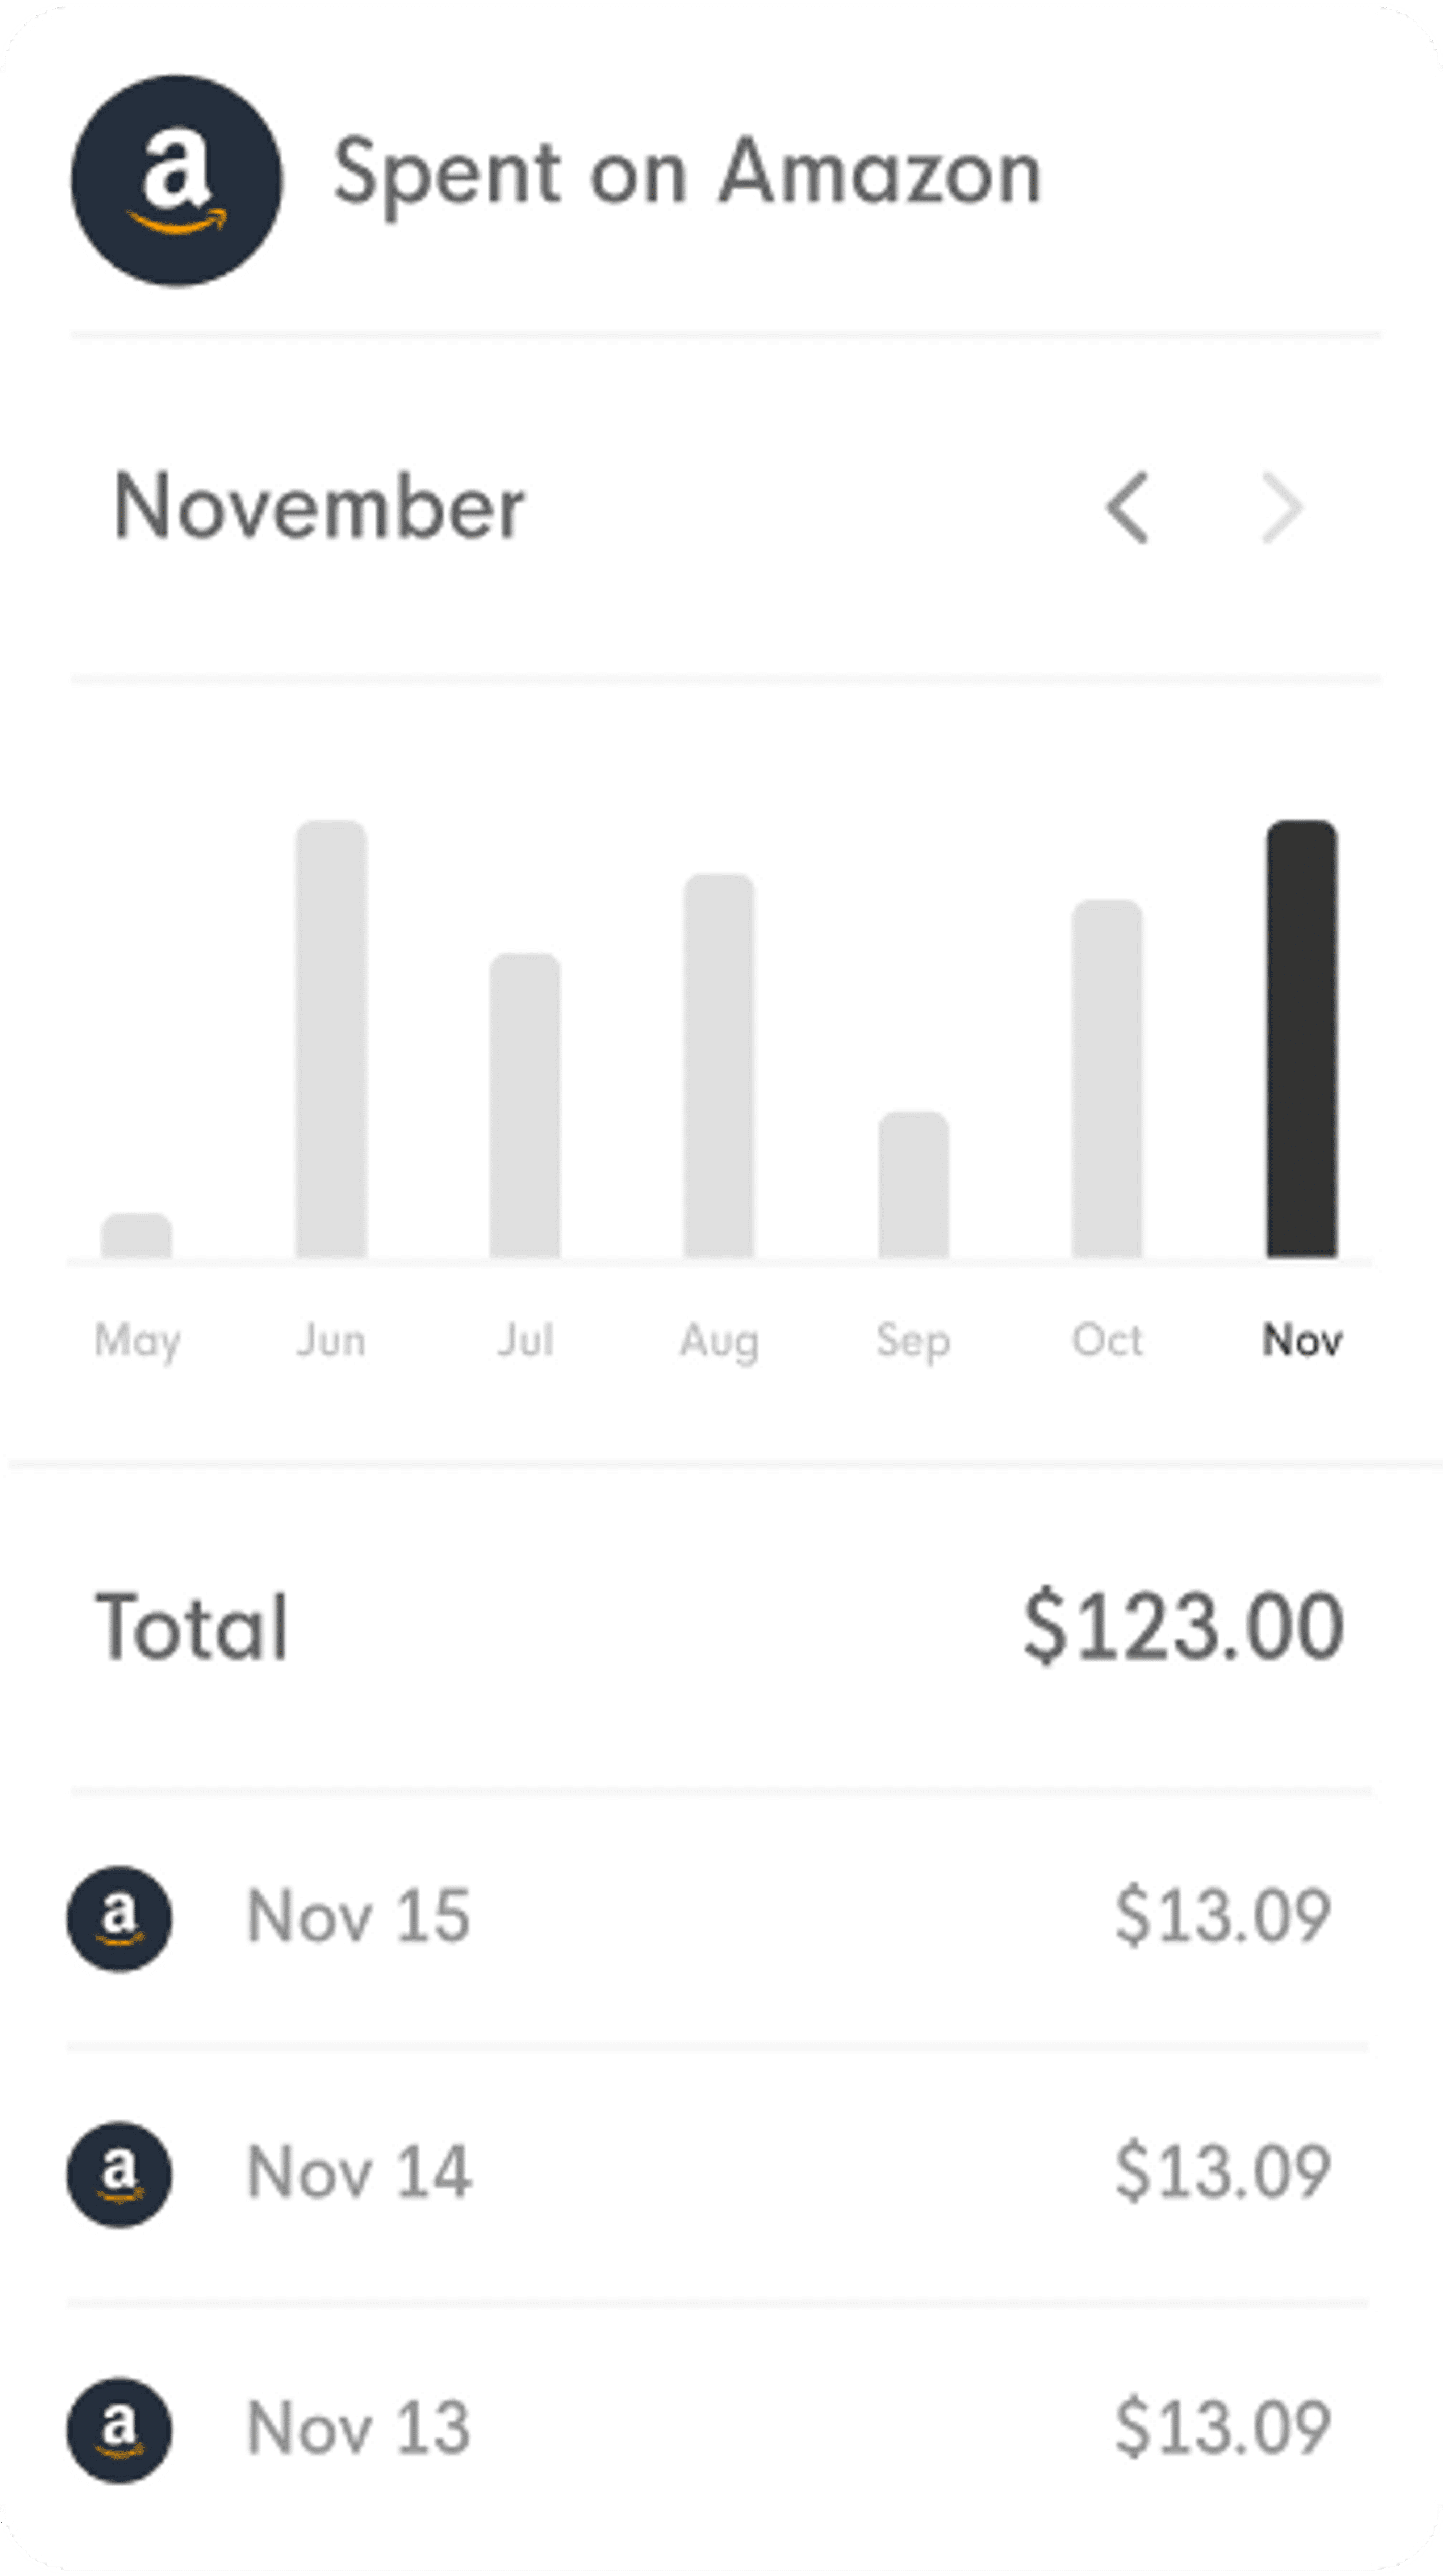 a
Spent on Amazon
November
May Jun Jul Aug Sep Oct Nov
Total $123.00
a Nov 15 $13.09
a Nov 14 $13.09
a Nov 13 $13.09